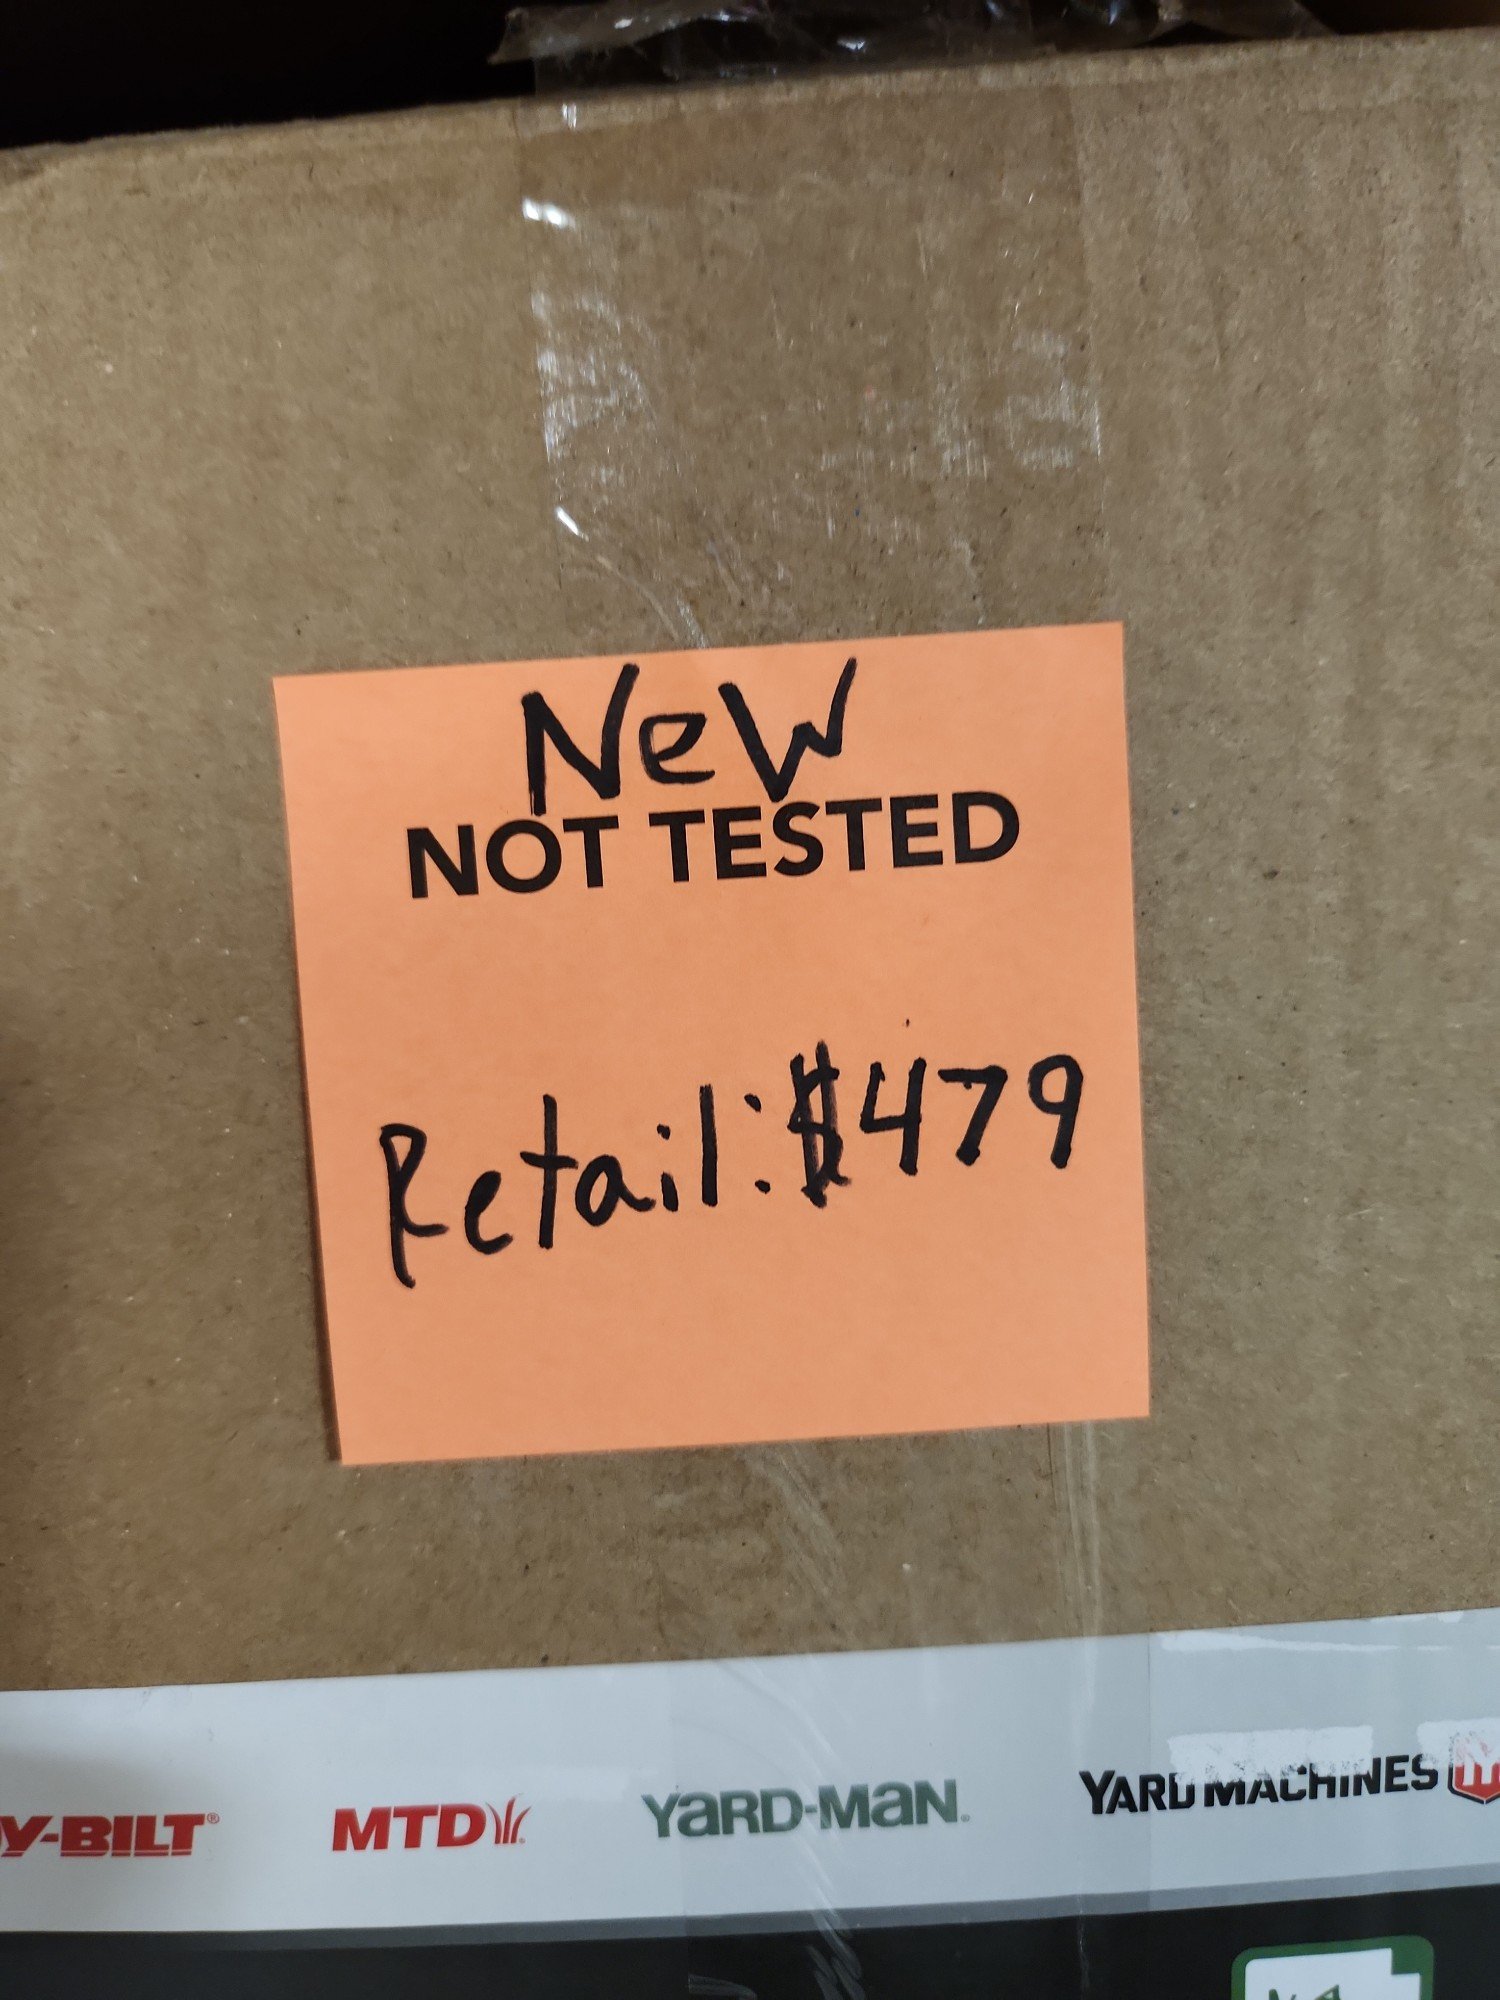 NeW
NOT TESTED
Retail: $479
Y-BILT® MTD YARD-MAN. YARD MACHINES